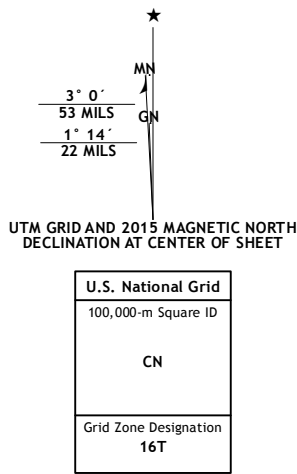 ★
MN
3° 0´
53 MILS
GN
1° 14´
22 MILS
UTM GRID AND 2015 MAGNETIC NORTH
DECLINATION AT CENTER OF SHEET
U.S. National Grid
100,000-m Square ID
CN
Grid Zone Designation
16T